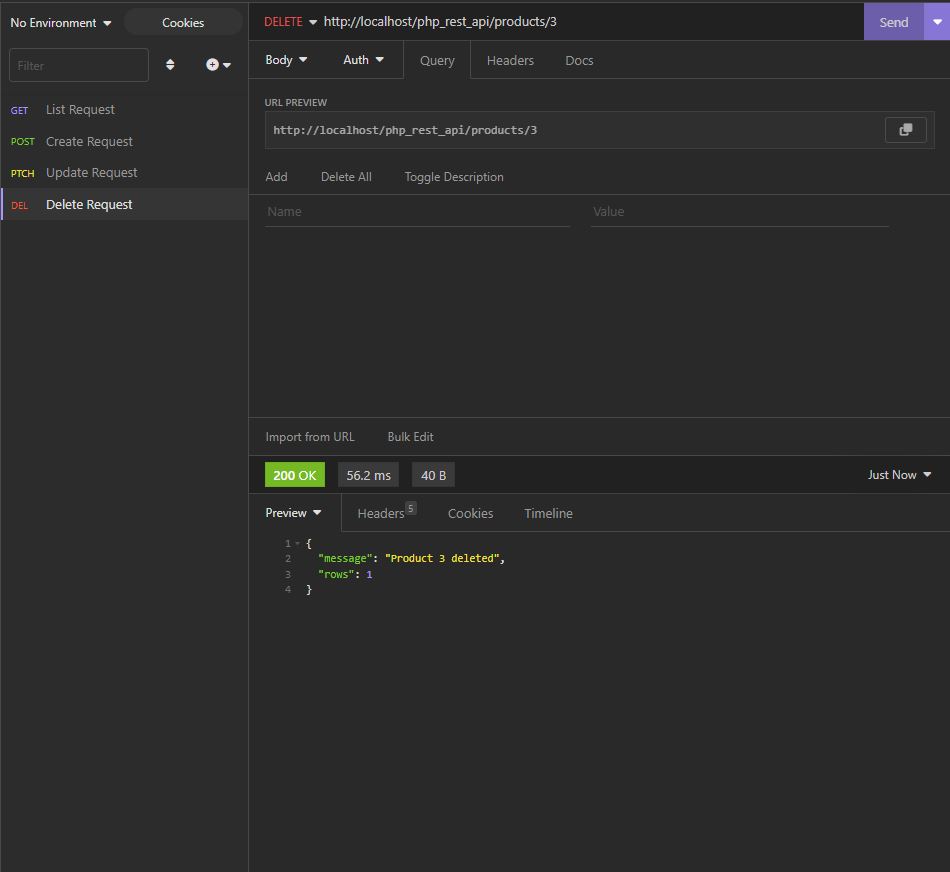 No Environment
Cookies
Filter
GET List Request
POST Create Request
PTCH Update Request
DEL Delete Request
DELETE http://localhost/php_rest_api/products/3
Send
Body Auth Query Headers Docs
URL PREVIEW
http://localhost/php_rest_api/products/3
Add Delete All Toggle Description
Name Value
Import from URL Bulk Edit
200 OK 56.2 ms 40 B Just Now
Preview Headers 5 Cookies Timeline
1 {
2 "message": "Product 3 deleted",
3 "rows": 1
4 }